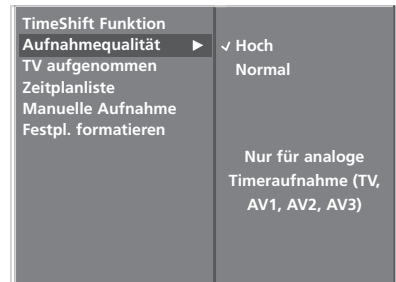 TimeShift Funktion
Aufnahmequalität ▶
TV aufgenommen
Zeitplanliste
Manuelle Aufnahme
Festpl. formatieren
✓ Hoch
Normal
Nur für analoge
Timeraufnahme (TV,
AV1, AV2, AV3)